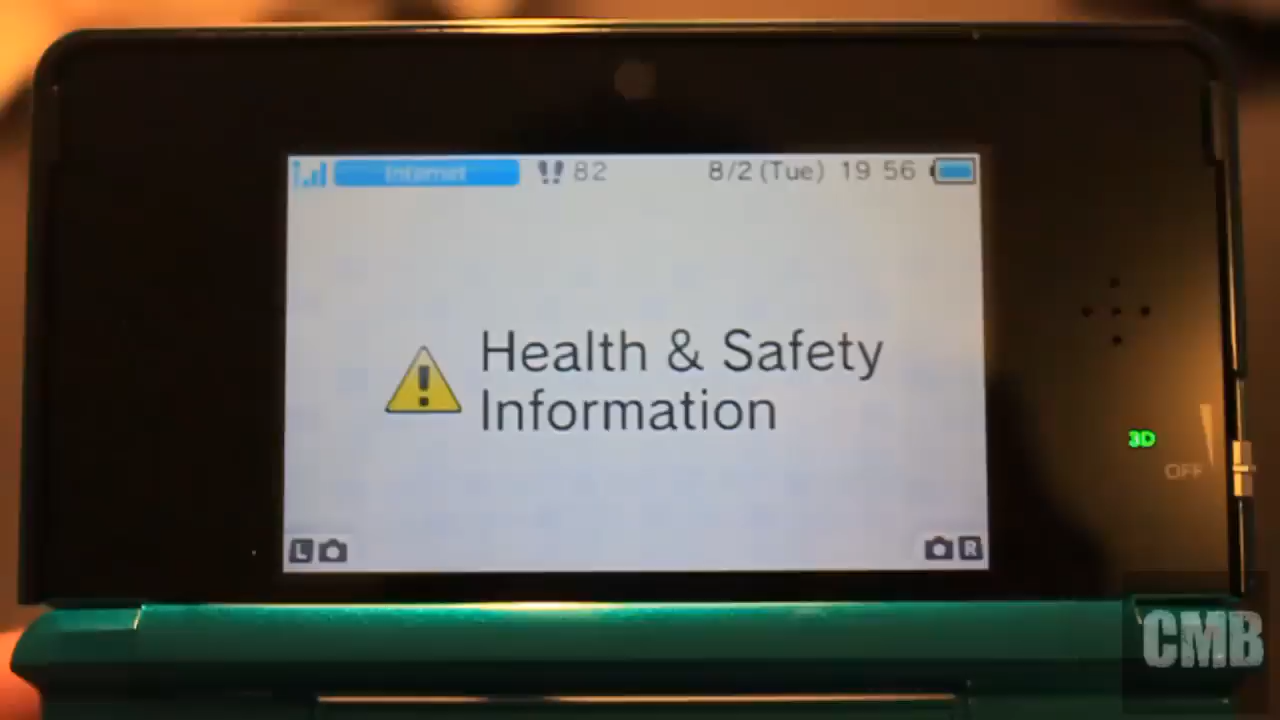 Internet 82 8/2 (Tue) 19 56
Health & Safety
Information
3D
OFF
L R
CMB